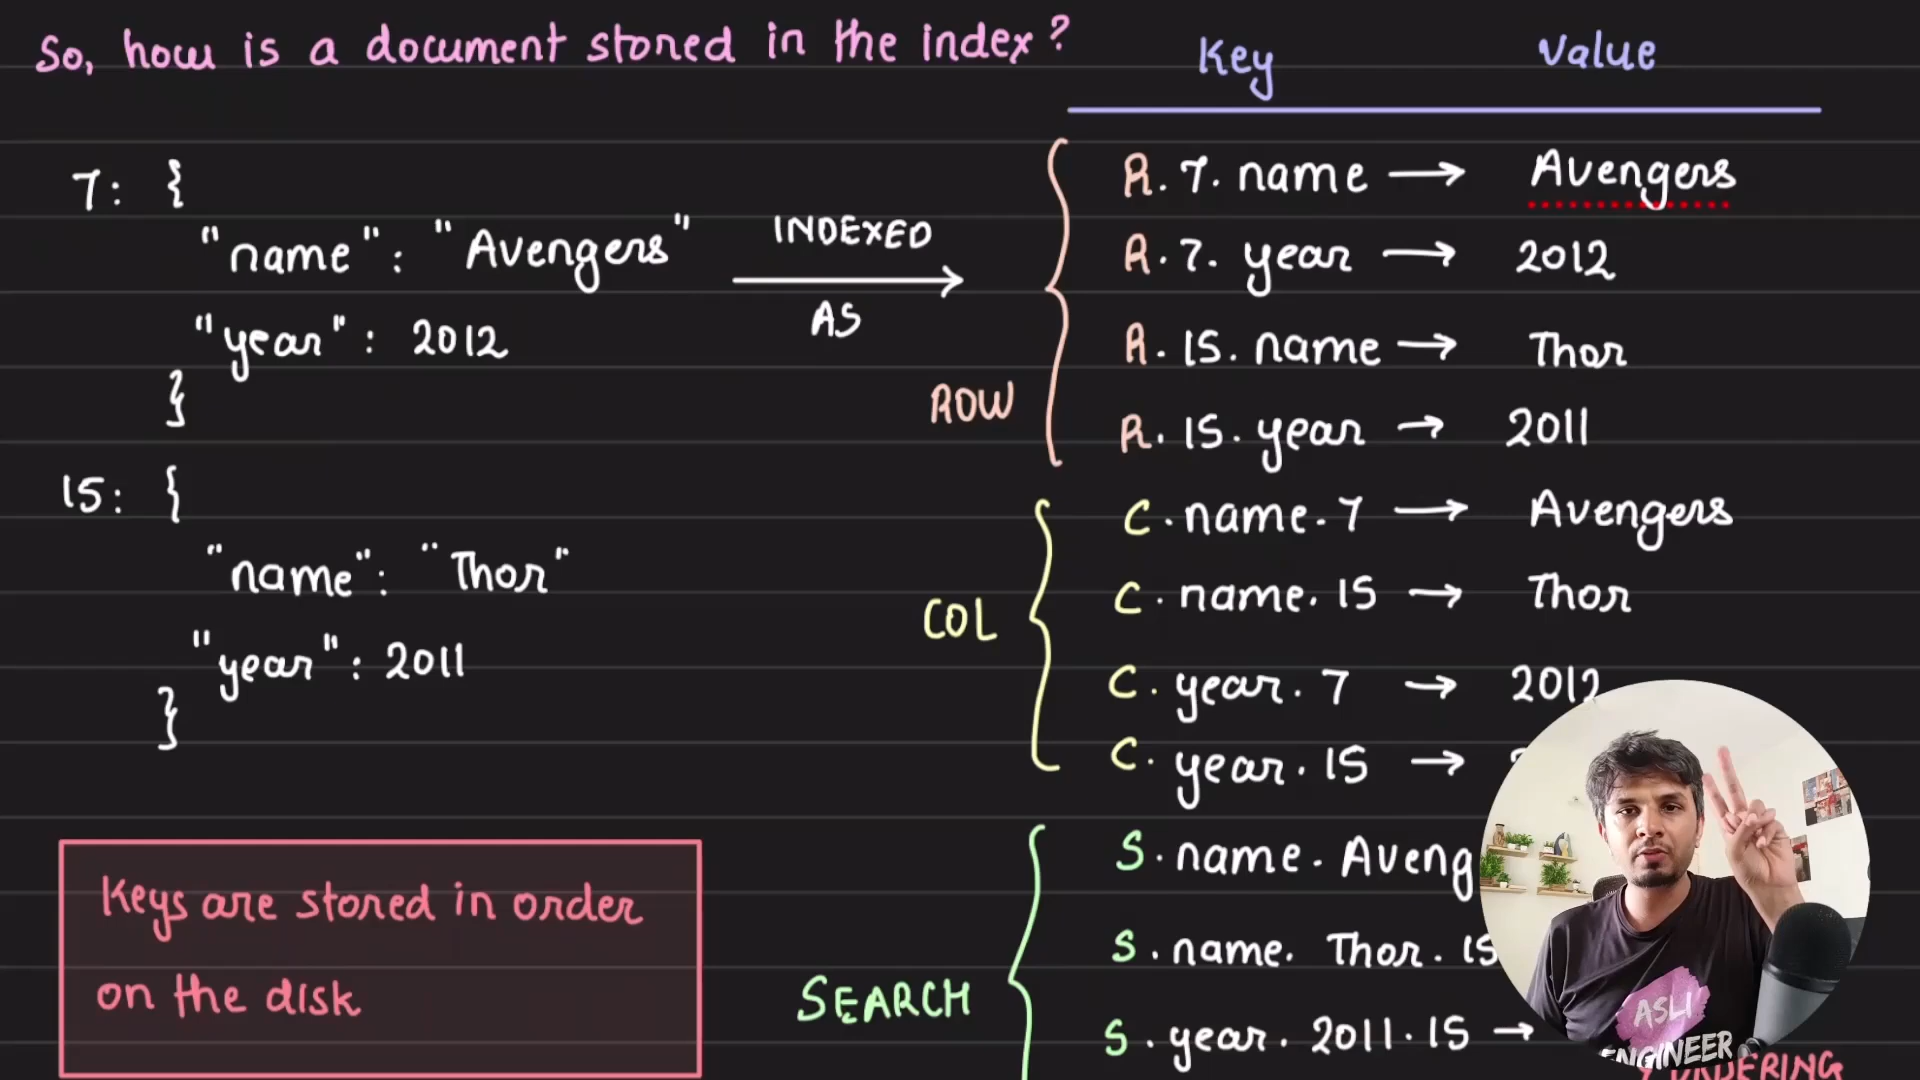 So, how is a document stored in the index?
Key Value
7: {
"name": "Avengers"
"year": 2012
}
15: {
"name": "Thor"
"year": 2011
}
INDEXED
AS
ROW
R.7.name → Avengers
R.7.year → 2012
R.15.name → Thor
R.15.year → 2011
COL
C.name.7 → Avengers
C.name.15 → Thor
C.year.7 → 2012
C.year.15 →
SEARCH
S.name.Aveng
S.name.Thor.15
S.year.2011.15 →
Keys are stored in order
on the disk
ASLI
ENGINEER